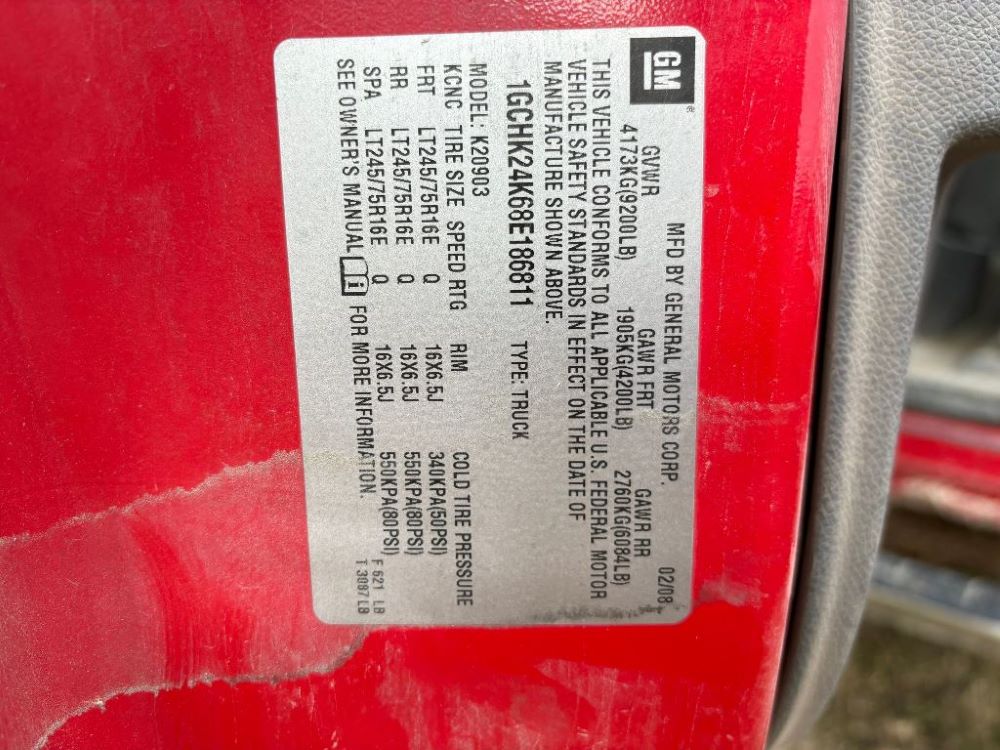 GM®
MFD BY GENERAL MOTORS CORP. 02/08
GVWR GAWR FRT GAWR RR
4173KG(9200LB) 1905KG(4200LB) 2760KG(6084LB)
THIS VEHICLE CONFORMS TO ALL APPLICABLE U.S. FEDERAL MOTOR
VEHICLE SAFETY STANDARDS IN EFFECT ON THE DATE OF
MANUFACTURE SHOWN ABOVE.
1GCHK24K68E186811 TYPE: TRUCK
MODEL: K20903
KCNC TIRE SIZE SPEED RTG RIM COLD TIRE PRESSURE
FRT LT245/75R16E Q 16X6.5J 340KPA(50PSI)
RR LT245/75R16E Q 16X6.5J 550KPA(80PSI)
SPA LT245/75R16E Q 16X6.5J 550KPA(80PSI)
SEE OWNER'S MANUAL i FOR MORE INFORMATION.
F 621 LB
T 3087 LB